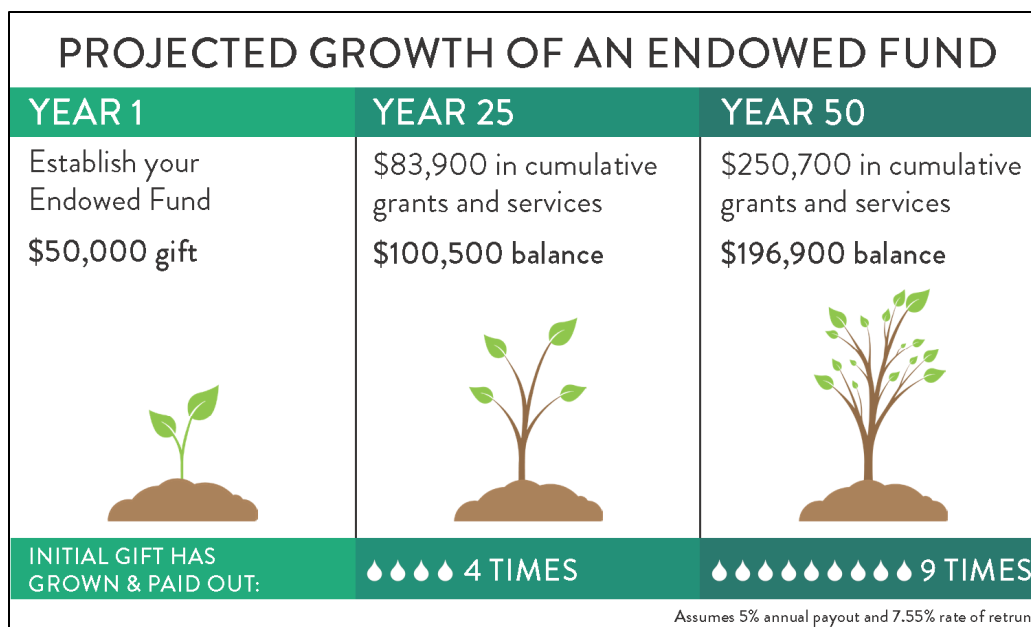 PROJECTED GROWTH OF AN ENDOWED FUND
YEAR 1
Establish your
Endowed Fund
$50,000 gift
YEAR 25
$83,900 in cumulative
grants and services
$100,500 balance
YEAR 50
$250,700 in cumulative
grants and services
$196,900 balance
INITIAL GIFT HAS
GROWN & PAID OUT:
4 TIMES
9 TIMES
Assumes 5% annual payout and 7.55% rate of retrun